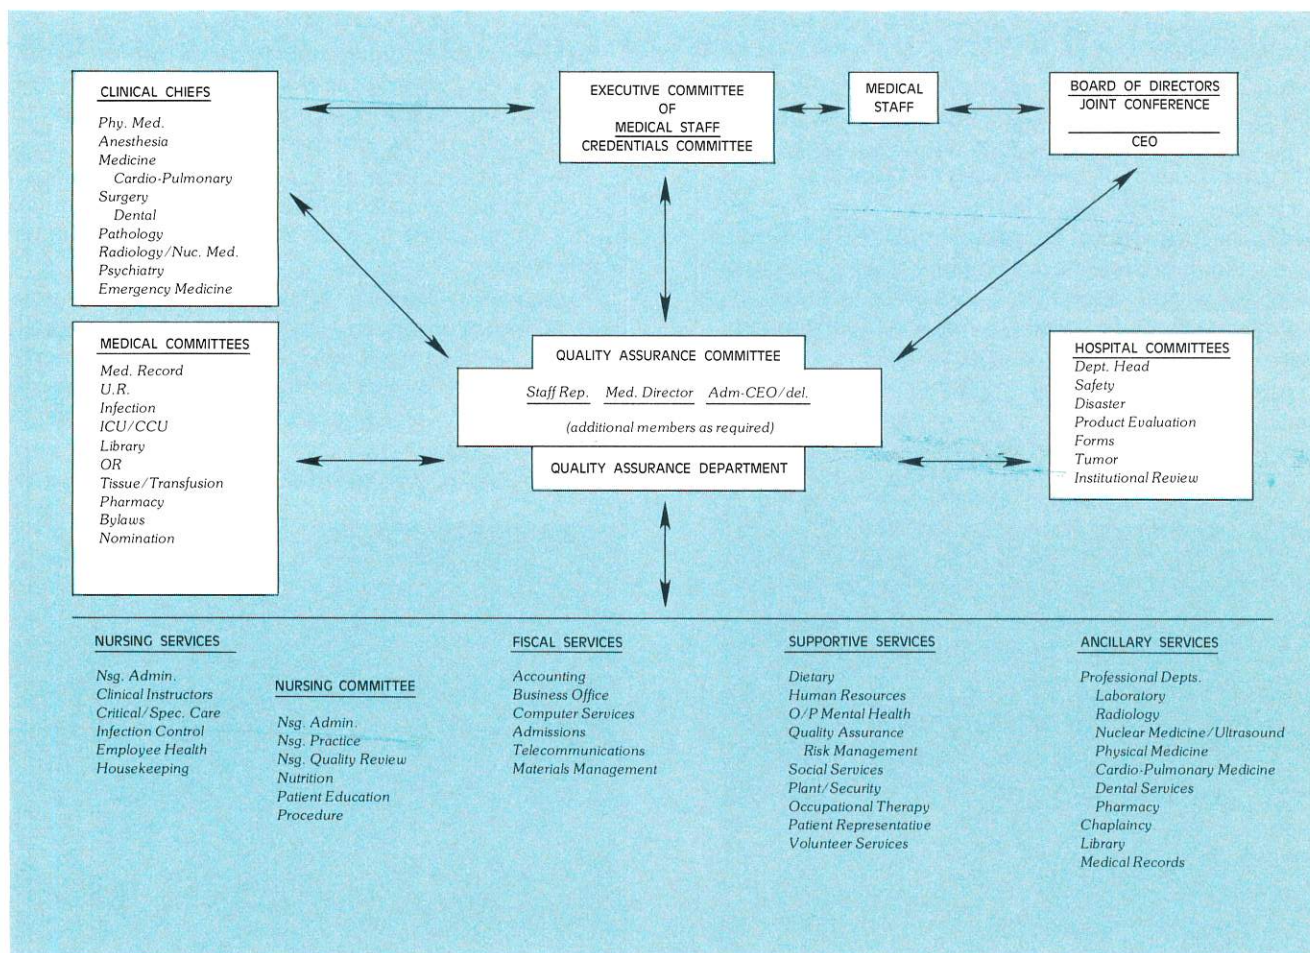 CLINICAL CHIEFS
Phy. Med.
Anesthesia
Medicine
Cardio-Pulmonary
Surgery
Dental
Pathology
Radiology/Nuc. Med.
Psychiatry
Emergency Medicine
EXECUTIVE COMMITTEE
OF
MEDICAL STAFF
CREDENTIALS COMMITTEE
MEDICAL
STAFF
BOARD OF DIRECTORS
JOINT CONFERENCE
CEO
MEDICAL COMMITTEES
Med. Record
U.R.
Infection
ICU/CCU
Library
OR
Tissue/Transfusion
Pharmacy
Bylaws
Nomination
QUALITY ASSURANCE COMMITTEE
Staff Rep. Med. Director Adm-CEO/del.
(additional members as required)
QUALITY ASSURANCE DEPARTMENT
HOSPITAL COMMITTEES
Dept. Head
Safety
Disaster
Product Evaluation
Forms
Tumor
Institutional Review
NURSING SERVICES
Nsg. Admin.
Clinical Instructors
Critical/Spec. Care
Infection Control
Employee Health
Housekeeping
NURSING COMMITTEE
Nsg. Admin.
Nsg. Practice
Nsg. Quality Review
Nutrition
Patient Education
Procedure
FISCAL SERVICES
Accounting
Business Office
Computer Services
Admissions
Telecommunications
Materials Management
SUPPORTIVE SERVICES
Dietary
Human Resources
O/P Mental Health
Quality Assurance
Risk Management
Social Services
Plant/Security
Occupational Therapy
Patient Representative
Volunteer Services
ANCILLARY SERVICES
Professional Depts.
Laboratory
Radiology
Nuclear Medicine/Ultrasound
Physical Medicine
Cardio-Pulmonary Medicine
Dental Services
Pharmacy
Chaplaincy
Library
Medical Records